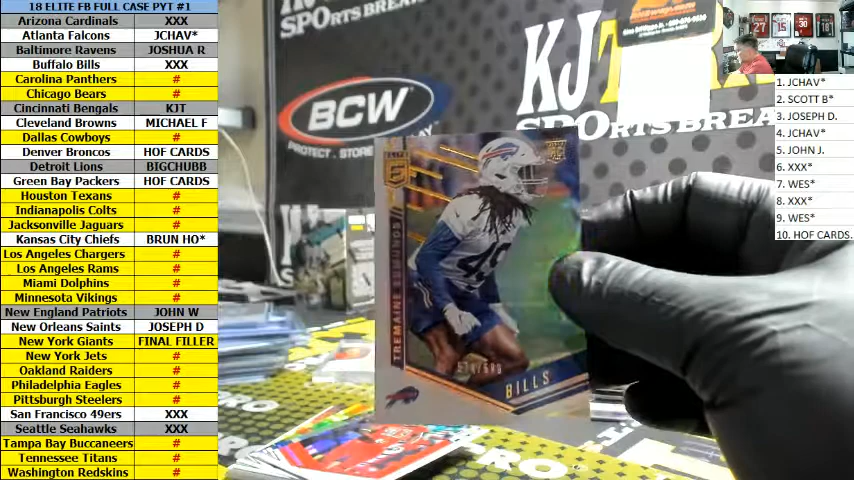 18 ELITE FB FULL CASE PYT #1
Arizona Cardinals XXX
Atlanta Falcons JCHAV*
Baltimore Ravens JOSHUA R
Buffalo Bills XXX
Carolina Panthers #
Chicago Bears #
Cincinnati Bengals KJT
Cleveland Browns MICHAEL F
Dallas Cowboys #
Denver Broncos HOF CARDS
Detroit Lions BIGCHUBB
Green Bay Packers HOF CARDS
Houston Texans #
Indianapolis Colts #
Jacksonville Jaguars #
Kansas City Chiefs BRUN HO*
Los Angeles Chargers #
Los Angeles Rams #
Miami Dolphins #
Minnesota Vikings #
New England Patriots JOHN W
New Orleans Saints JOSEPH D
New York Giants FINAL FILLER
New York Jets #
Oakland Raiders #
Philadelphia Eagles #
Pittsburgh Steelers #
San Francisco 49ers XXX
Seattle Seahawks XXX
Tampa Bay Buccaneers #
Tennessee Titans #
Washington Redskins #
BCW
PROTECT. STORE
KJT
SPOrts BREA
ELITE
TREMAINE EDMUNDS
49
BILLS
1. JCHAV*
2. SCOTT B*
3. JOSEPH D.
4. JCHAV*
5. JOHN J.
6. XXX*
7. WES*
8. XXX*
9. WES*
10. HOF CARDS.